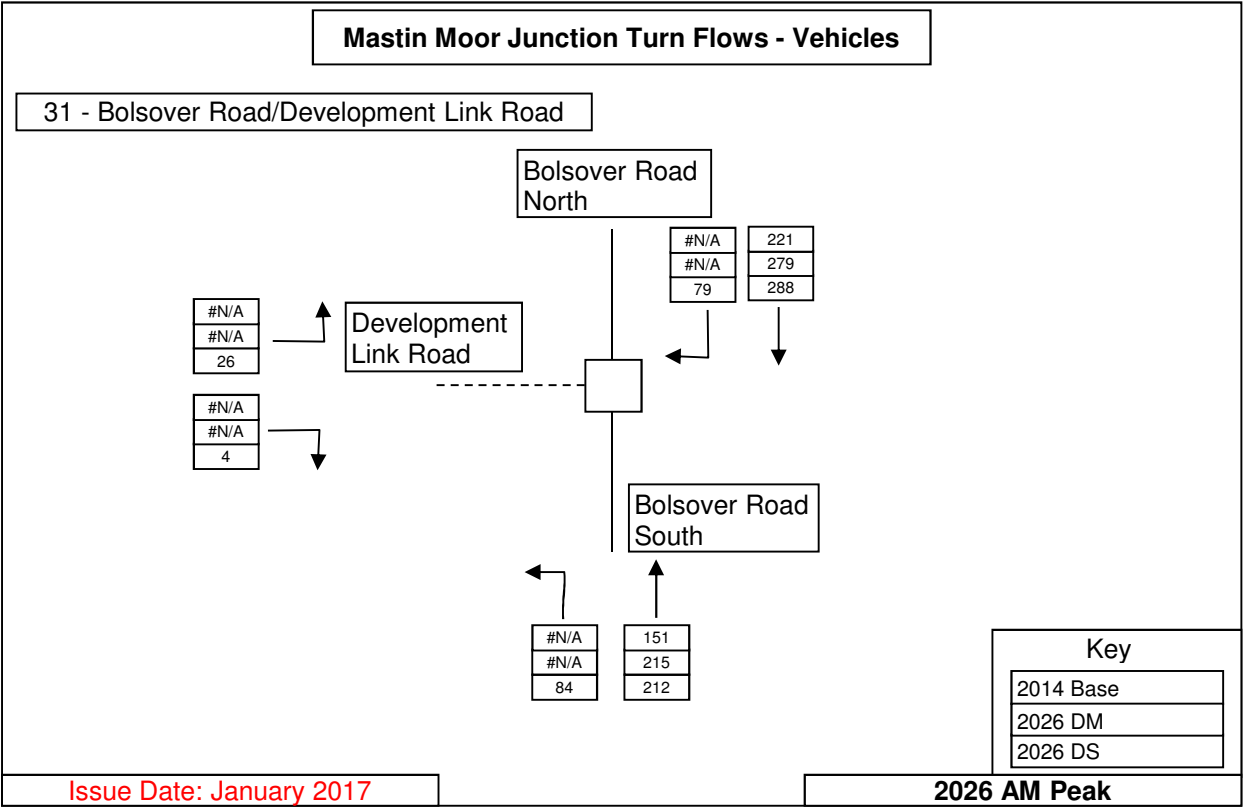 Mastin Moor Junction Turn Flows - Vehicles
31 - Bolsover Road/Development Link Road
Bolsover Road
North
#N/A
#N/A
79
221
279
288
#N/A
#N/A
26
Development
Link Road
#N/A
#N/A
4
Bolsover Road
South
#N/A
#N/A
84
151
215
212
Key
2014 Base
2026 DM
2026 DS
Issue Date: January 2017
2026 AM Peak